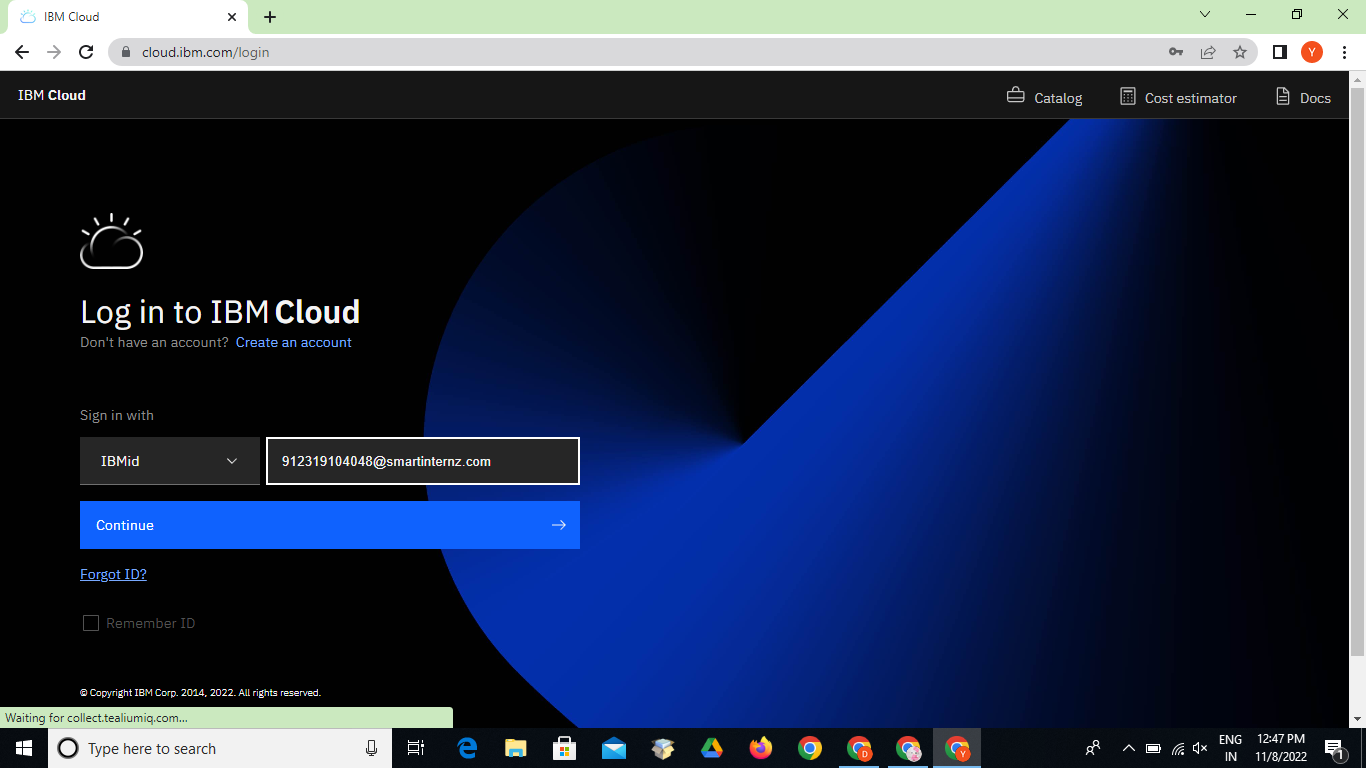 IBM Cloud
cloud.ibm.com/login
Y
IBM Cloud
Catalog
Cost estimator
Docs
Log in to IBM Cloud
Don't have an account? Create an account
Sign in with
IBMid
912319104048@smartinternz.com
Continue
Forgot ID?
Remember ID
© Copyright IBM Corp. 2014, 2022. All rights reserved.
Waiting for collect.tealiumiq.com...
Type here to search
D
Y
ENG
IN
12:47 PM
11/8/2022
1